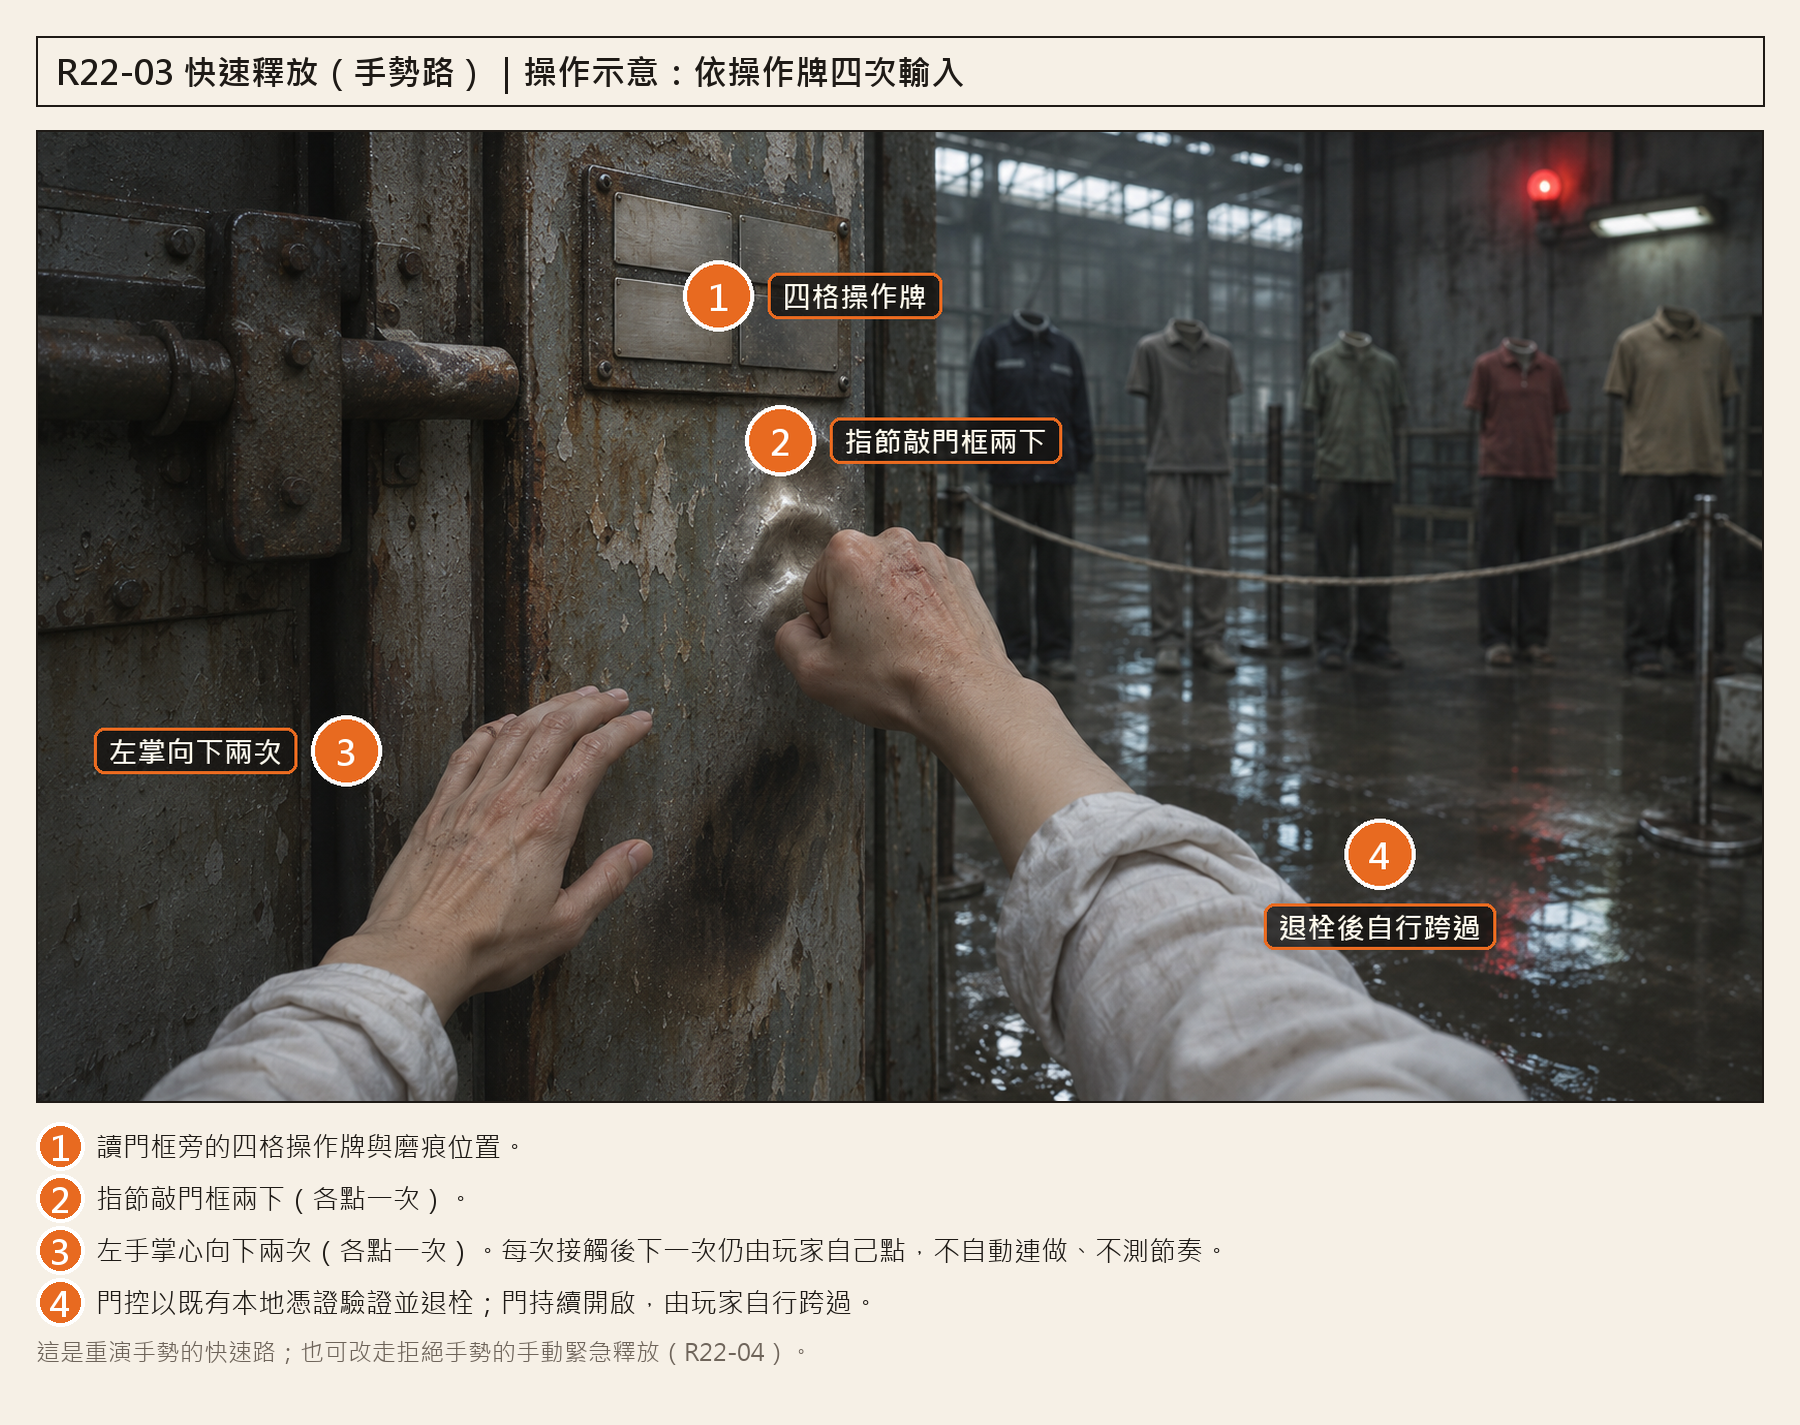 R22-03 快速釋放（手勢路）｜操作示意：依操作牌四次輸入
1 四格操作牌
2 指節敲門框兩下
左掌向下兩次 3
4
退栓後自行跨過
1 讀門框旁的四格操作牌與磨痕位置。
2 指節敲門框兩下（各點一次）。
3 左手掌心向下兩次（各點一次）。每次接觸後下一次仍由玩家自己點，不自動連做、不測節奏。
4 門控以既有本地憑證驗證並退栓；門持續開啟，由玩家自行跨過。
這是重演手勢的快速路；也可改走拒絕手勢的手動緊急釋放（R22-04）。